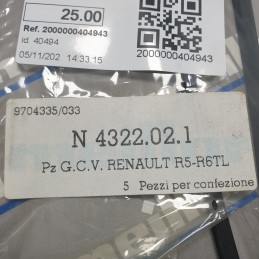 25.00
Ref. 2000000404943
id. 40494
05/11/202 14:33:15
2000000404943
9704335/033
N 4322.02.1
Pz G.C.V. RENAULT R5-R6TL
5 Pezzi per confezione